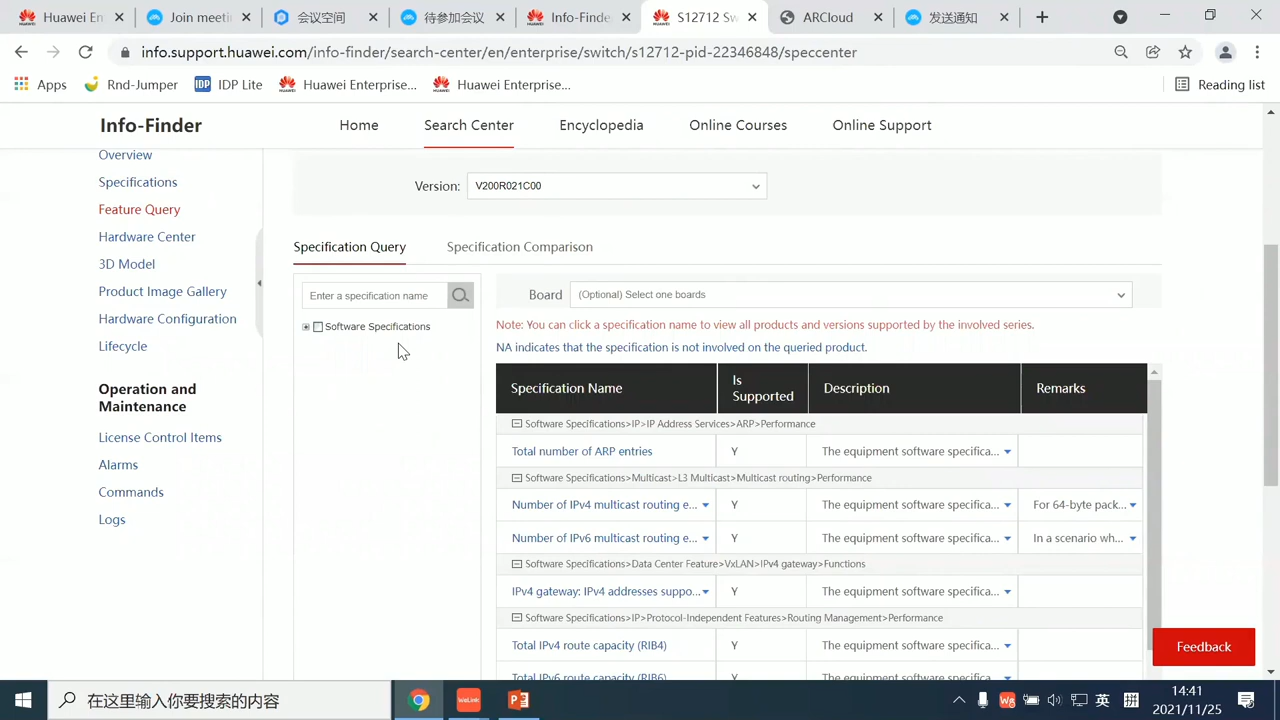 Huawei En
Join meeti
会议空间
待参加会议
Info-Finde
S12712 Sw
ARCloud
发送通知
info.support.huawei.com/info-finder/search-center/en/enterprise/switch/s12712-pid-22346848/speccenter
Apps
Rnd-Jumper
IDP
IDP Lite
Huawei Enterprise...
Huawei Enterprise...
Reading list
Info-Finder
Home
Search Center
Encyclopedia
Online Courses
Online Support
Overview
Specifications
Feature Query
Hardware Center
3D Model
Product Image Gallery
Hardware Configuration
Lifecycle
Operation and
Maintenance
License Control Items
Alarms
Commands
Logs
Version:
V200R021C00
Specification Query
Specification Comparison
Enter a specification name
Software Specifications
Board
(Optional) Select one boards
Note: You can click a specification name to view all products and versions supported by the involved series.
NA indicates that the specification is not involved on the queried product.
Specification Name
Is
Supported
Description
Remarks
Software Specifications>IP>IP Address Services>ARP>Performance
Total number of ARP entries
Y
The equipment software specifica...
Software Specifications>Multicast>L3 Multicast>Multicast routing>Performance
Number of IPv4 multicast routing e...
Y
The equipment software specifica...
For 64-byte pack...
Number of IPv6 multicast routing e...
Y
The equipment software specifica...
In a scenario wh...
Software Specifications>Data Center Feature>VxLAN>IPv4 gateway>Functions
IPv4 gateway: IPv4 addresses suppo...
Y
The equipment software specifica...
Software Specifications>IP>Protocol-Independent Features>Routing Management>Performance
Total IPv4 route capacity (RIB4)
Y
The equipment software specifica...
Total IPv6 route capacity (RIB6)
Y
The equipment software specifica...
Feedback
在这里输入你要搜索的内容
英
拼
14:41
2021/11/25